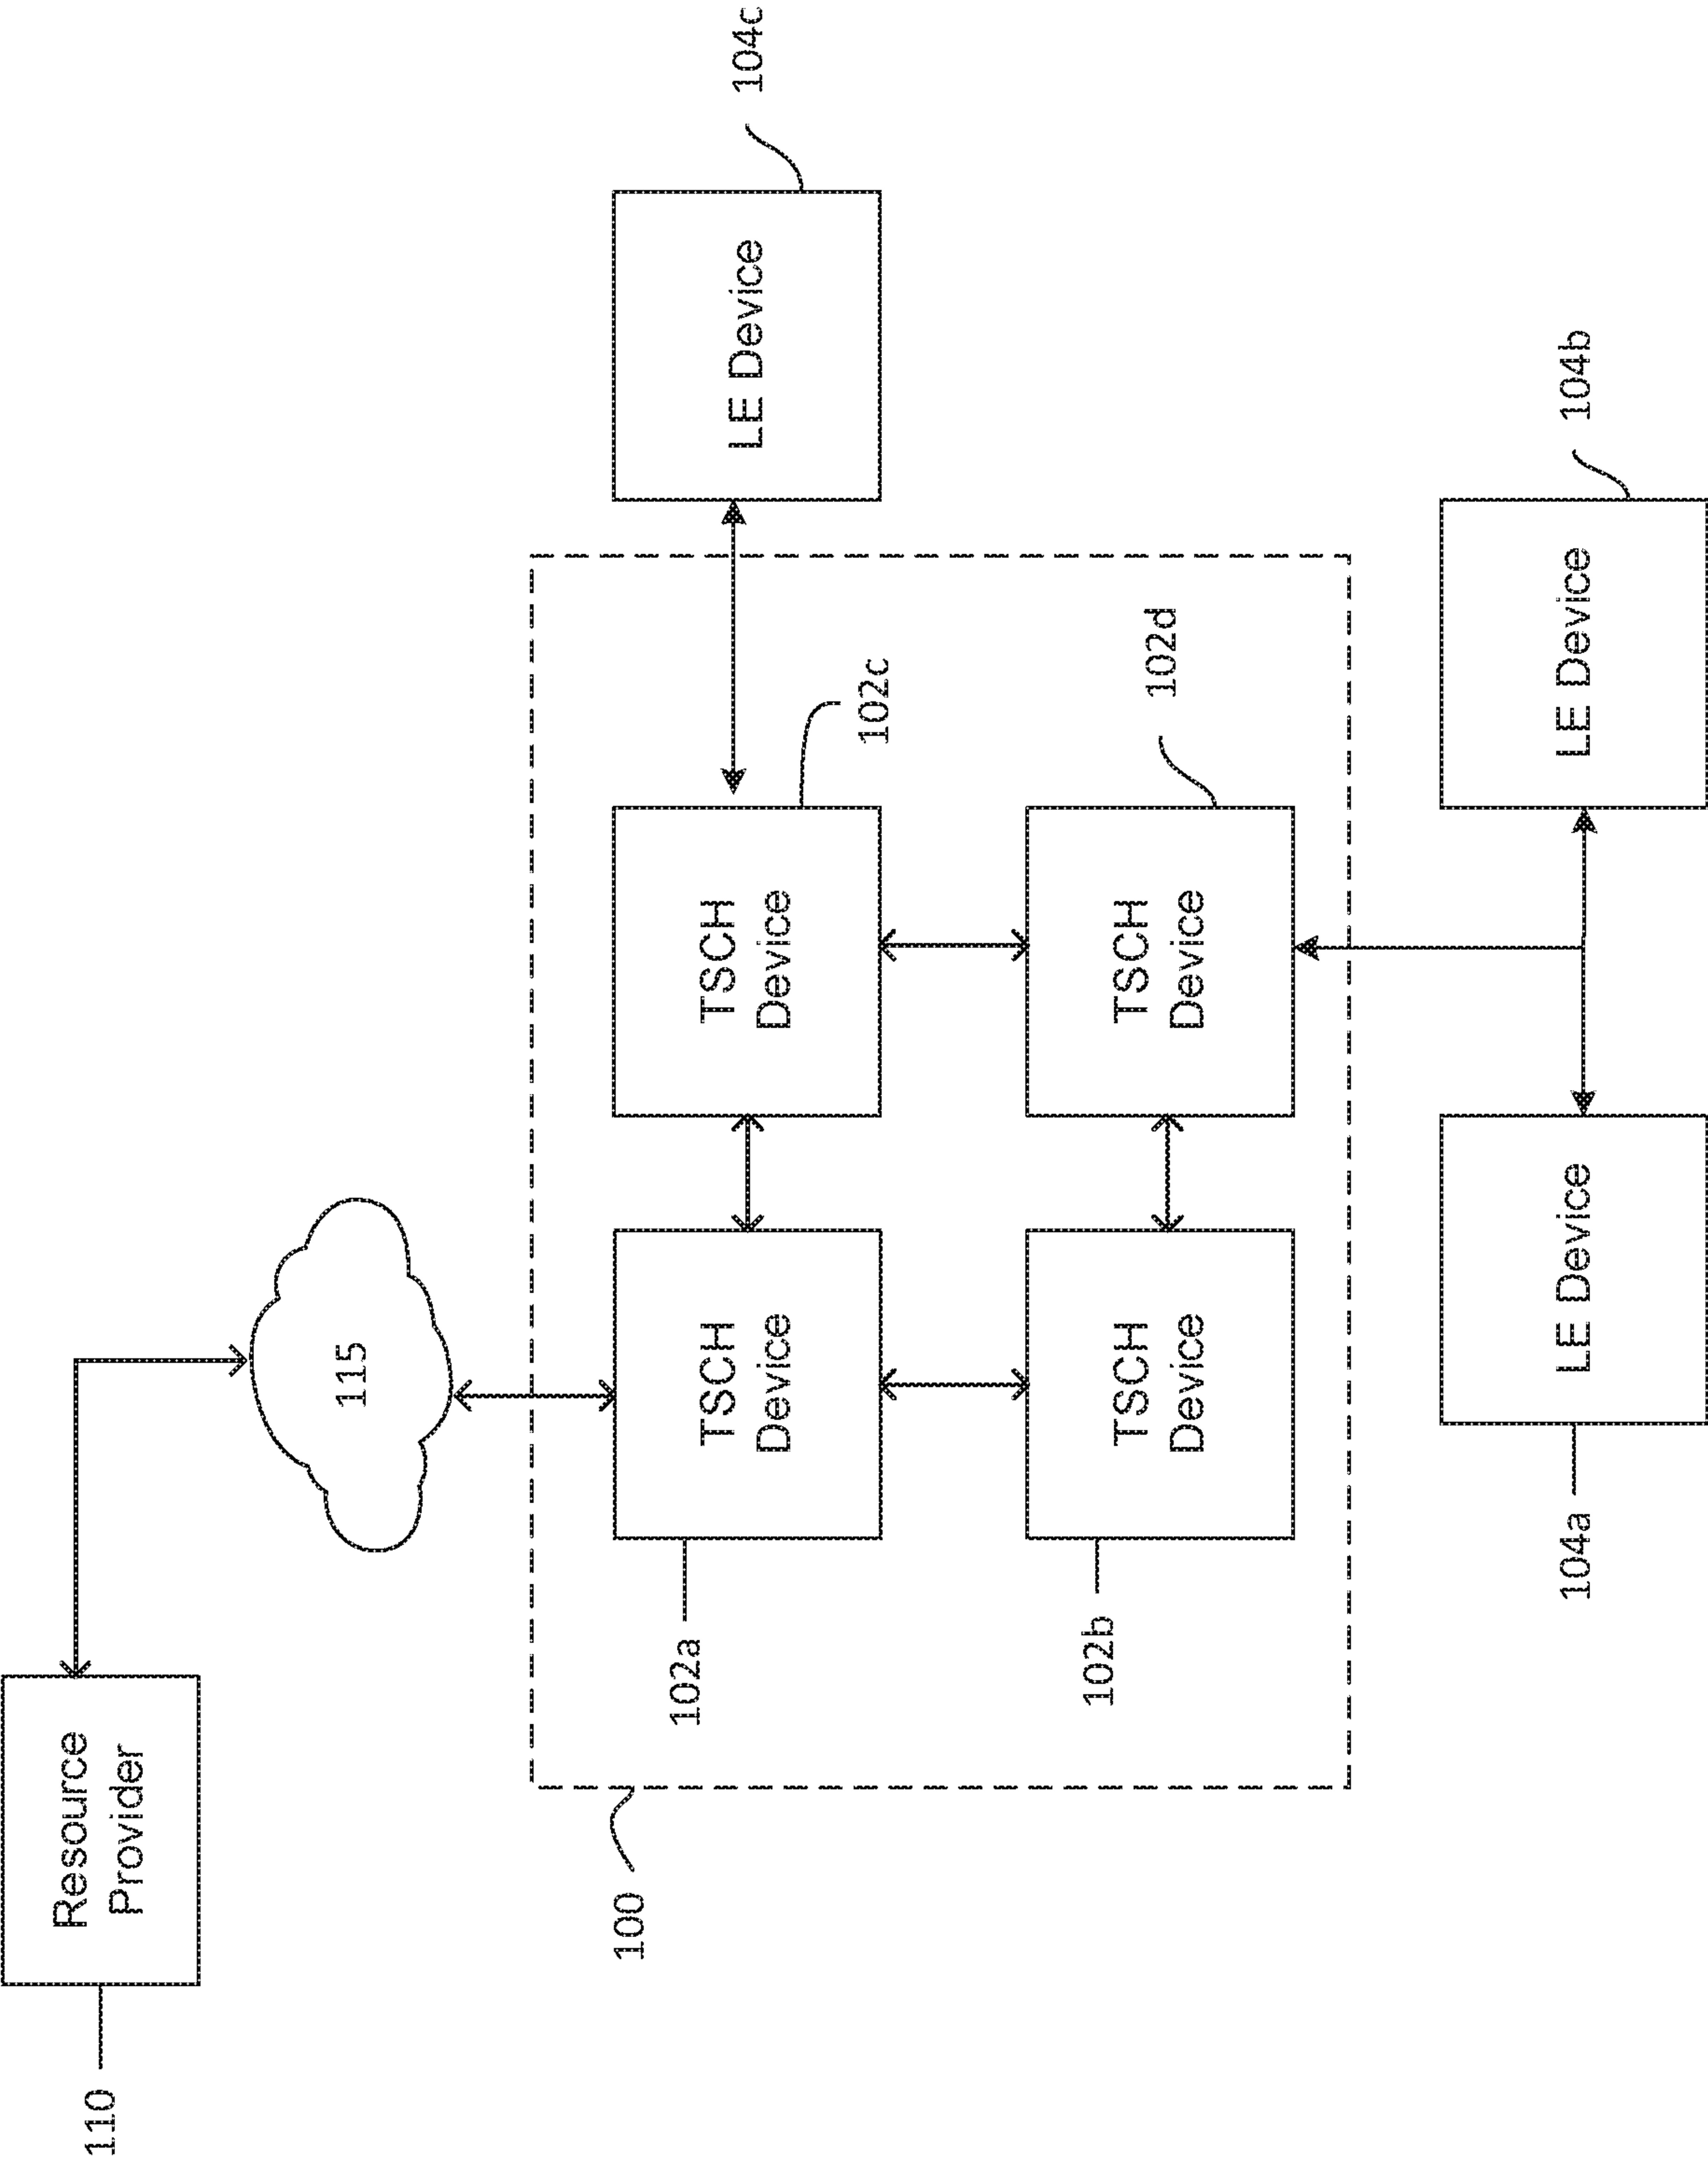 110
Resource
Provider
115
100
102a
TSCH
Device
TSCH
Device
102c
LE Device
104c
102b
TSCH
Device
TSCH
Device
102d
104a
LE Device
LE Device
104b